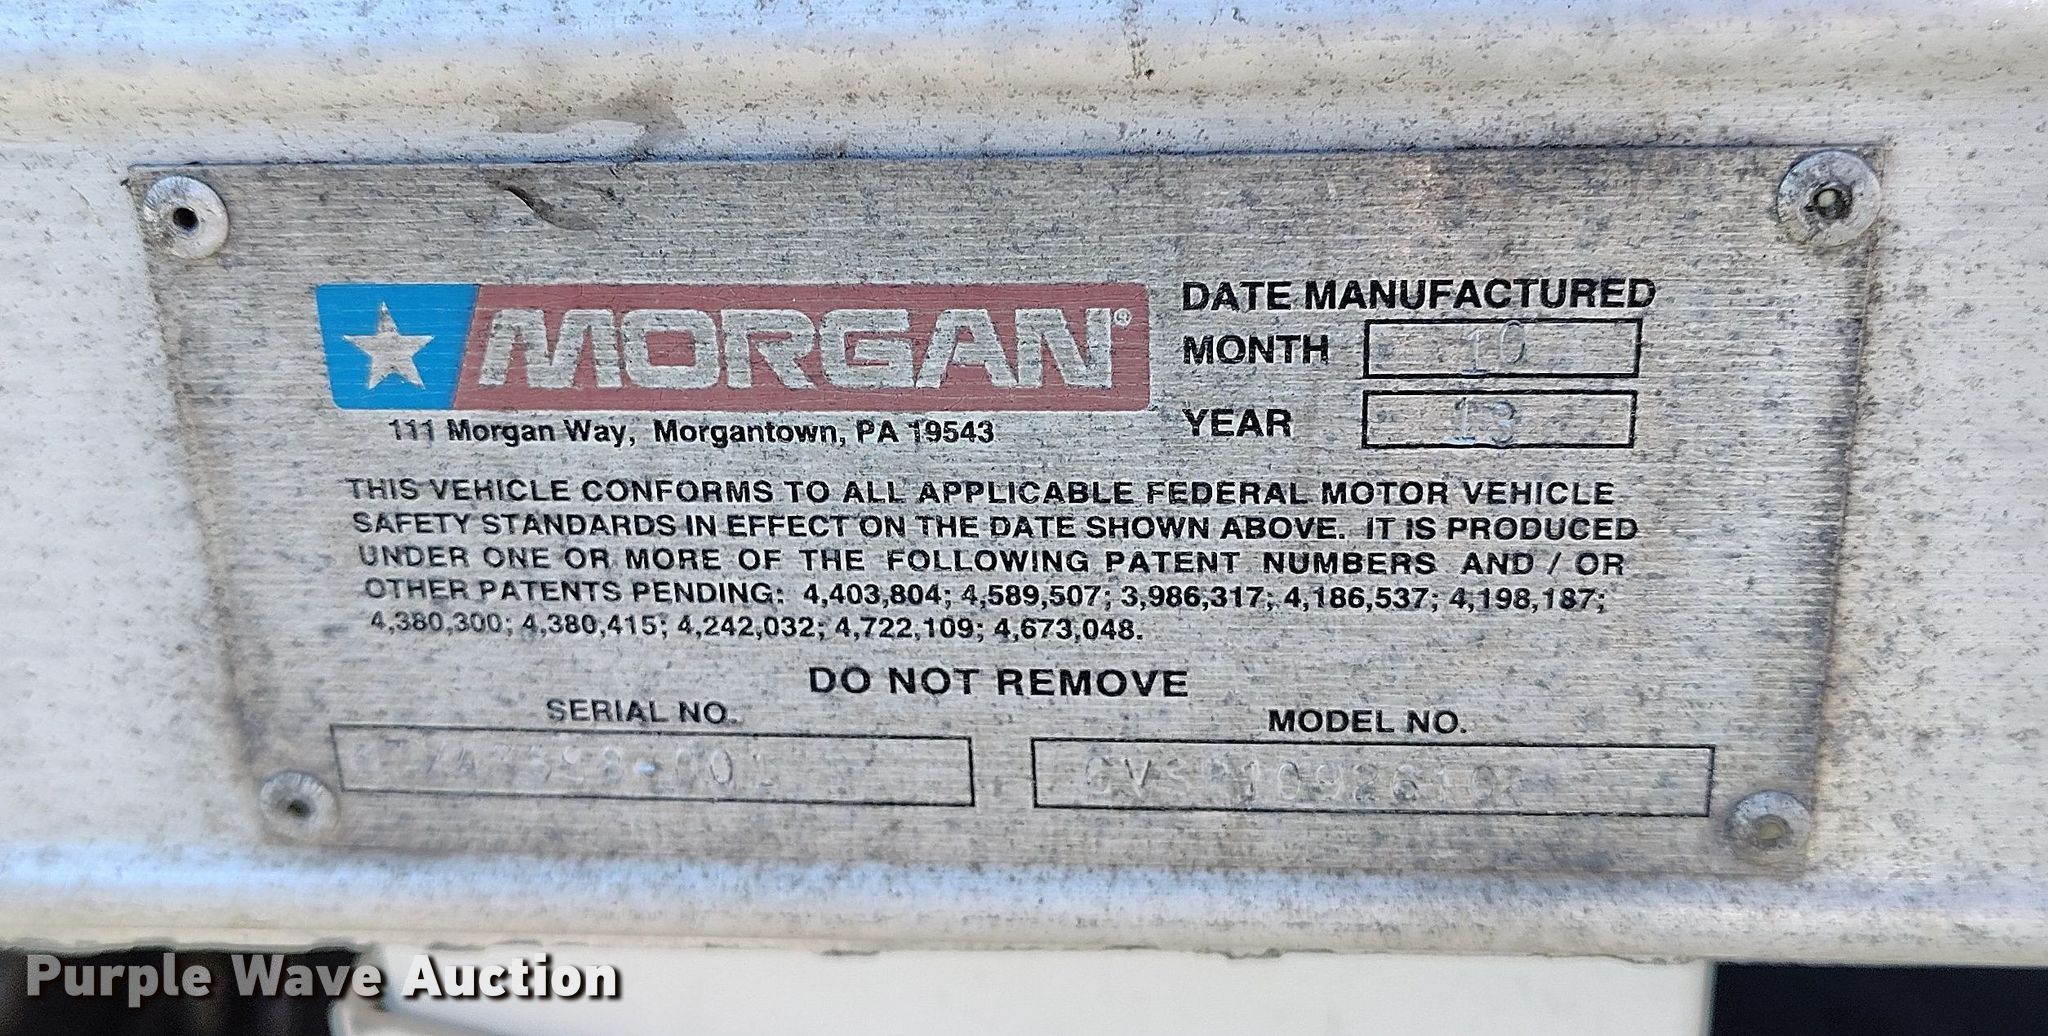 MORGAN®
111 Morgan Way, Morgantown, PA 19543
DATE MANUFACTURED
MONTH 10
YEAR 13
THIS VEHICLE CONFORMS TO ALL APPLICABLE FEDERAL MOTOR VEHICLE
SAFETY STANDARDS IN EFFECT ON THE DATE SHOWN ABOVE. IT IS PRODUCED
UNDER ONE OR MORE OF THE FOLLOWING PATENT NUMBERS AND / OR
OTHER PATENTS PENDING: 4,403,804; 4,589,507; 3,986,317; 4,186,537; 4,198,187;
4,380,300; 4,380,415; 4,242,032; 4,722,109; 4,673,048.
DO NOT REMOVE
SERIAL NO.
MODEL NO.
Purple Wave Auction